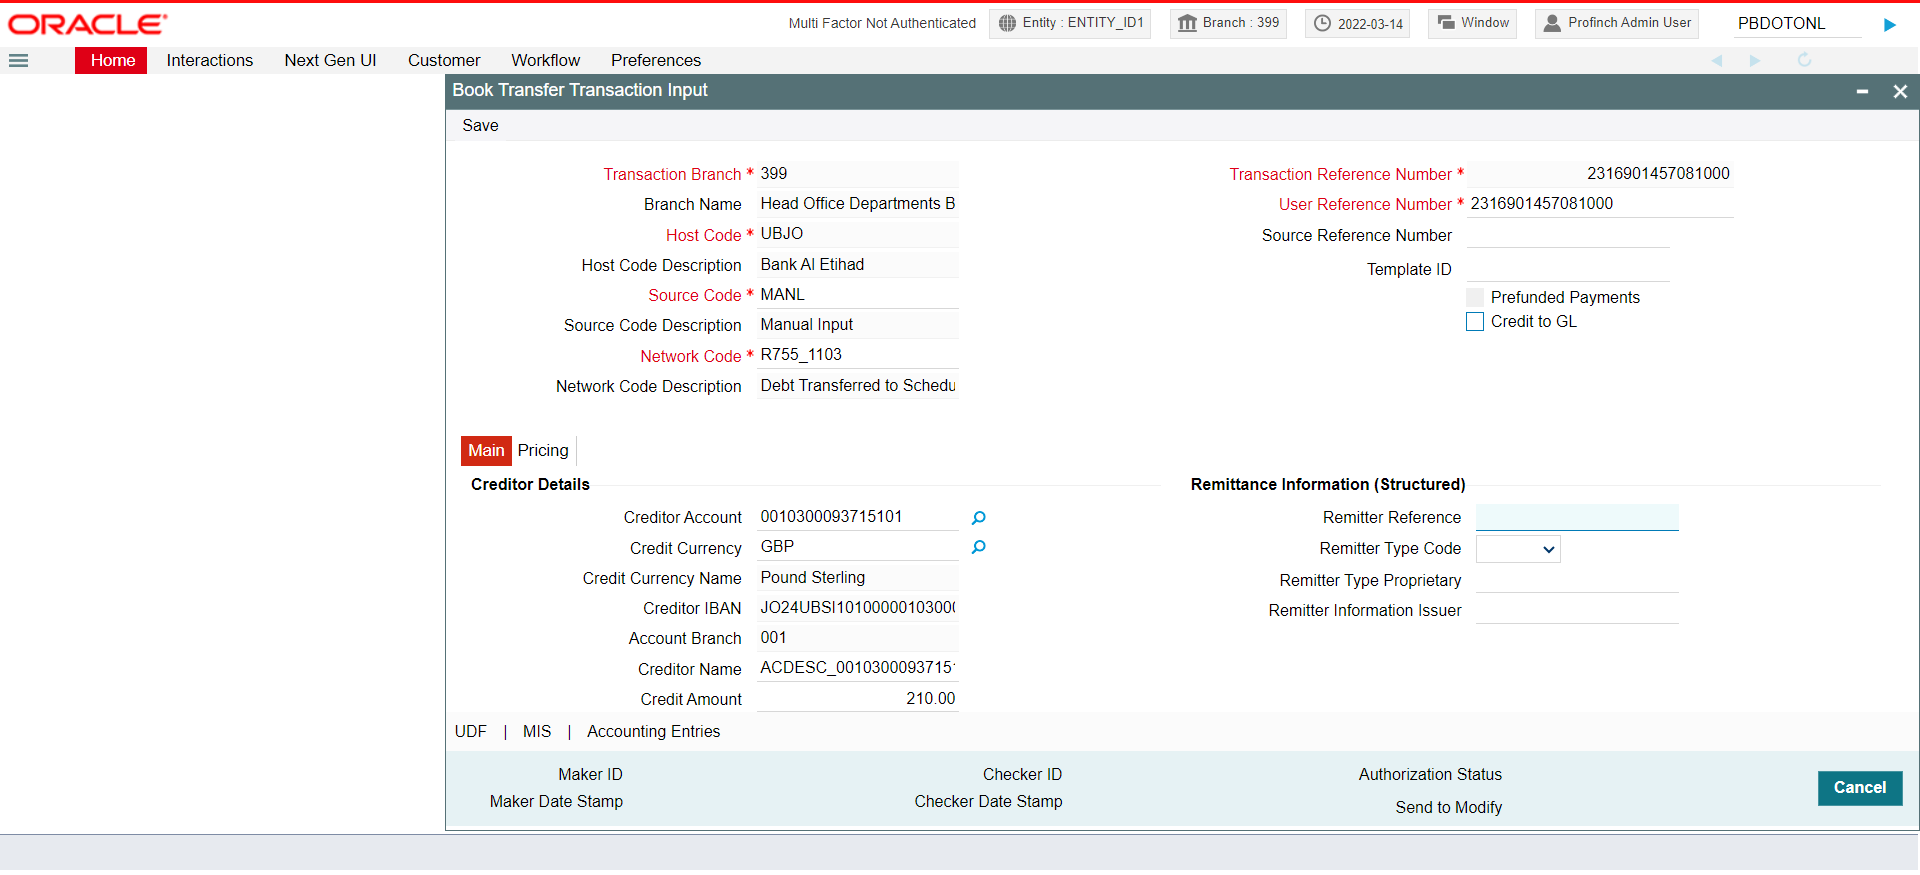 ORACLE
Multi Factor Not Authenticated
Entity : ENTITY_ID1
Branch : 399
2022-03-14
Window
Profinch Admin User
PBDOTONL
Home Interactions Next Gen UI Customer Workflow Preferences
Book Transfer Transaction Input
Save
Transaction Branch * 399
Branch Name Head Office Departments B
Host Code * UBJO
Host Code Description Bank Al Etihad
Source Code * MANL
Source Code Description Manual Input
Network Code * R755_1103
Network Code Description Debt Transferred to Schedu
Transaction Reference Number * 2316901457081000
User Reference Number * 2316901457081000
Source Reference Number
Template ID
Prefunded Payments
Credit to GL
Main Pricing
Creditor Details
Creditor Account 0010300093715101
Credit Currency GBP
Credit Currency Name Pound Sterling
Creditor IBAN JO24UBSI1010000010300
Account Branch 001
Creditor Name ACDESC_0010300093715
Credit Amount 210.00
Remittance Information (Structured)
Remitter Reference
Remitter Type Code
Remitter Type Proprietary
Remitter Information Issuer
UDF | MIS | Accounting Entries
Maker ID
Maker Date Stamp
Checker ID
Checker Date Stamp
Authorization Status
Send to Modify
Cancel